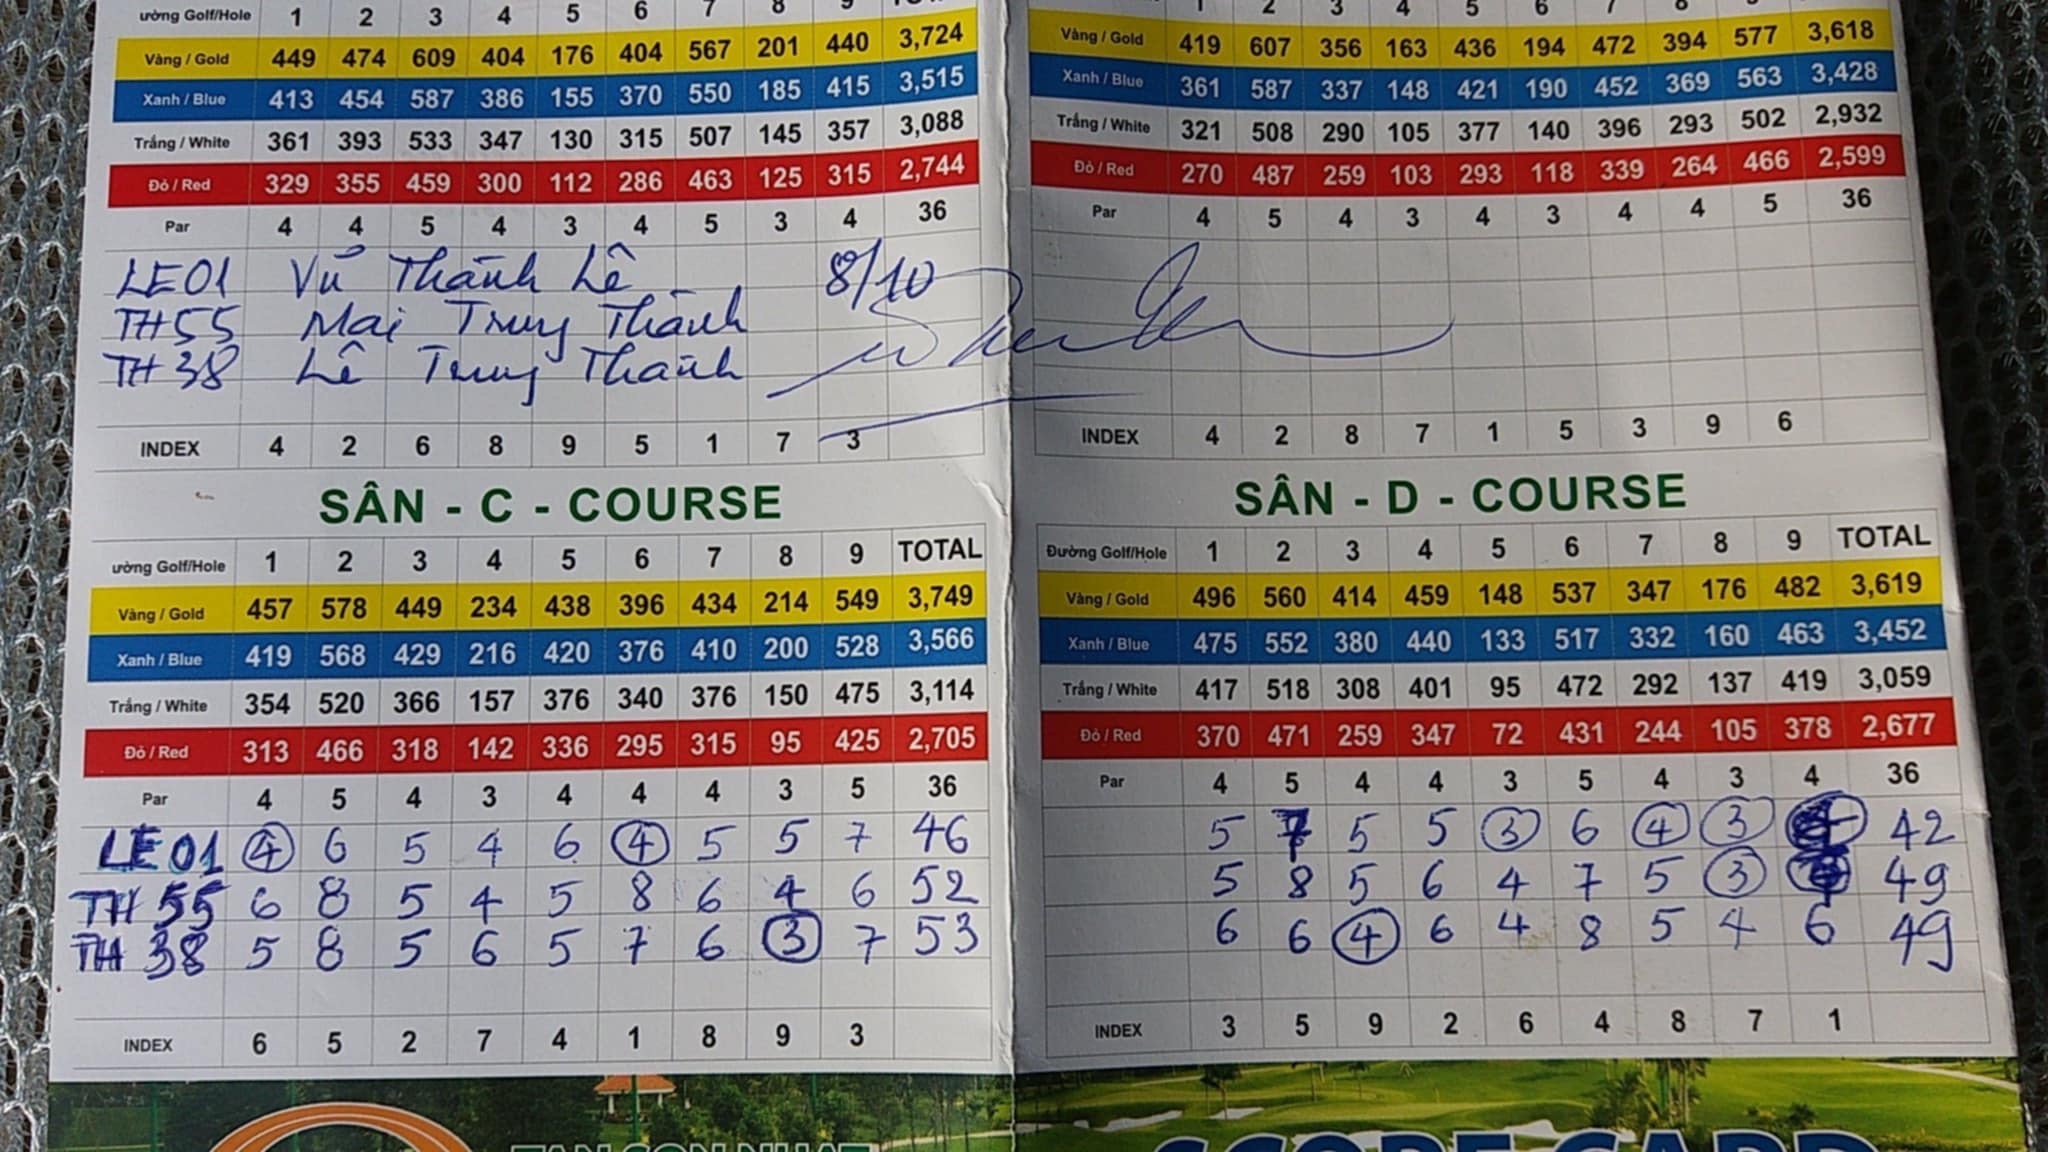 ường Golf/Hole 1 2 3 4 5 6 7 8 9
Vàng / Gold 449 474 609 404 176 404 567 201 440 3,724
Xanh / Blue 413 454 587 386 155 370 550 185 415 3,515
Trắng / White 361 393 533 347 130 315 507 145 357 3,088
Đỏ / Red 329 355 459 300 112 286 463 125 315 2,744
Par 4 4 5 4 3 4 5 3 4 36
LE01 Vũ Thành Lê 8/10
TH55 Mai Trung Thành
TH38 Lê Trung Thành
INDEX 4 2 6 8 9 5 1 7 3
1 2 3 4 5 6 7 8 9
Vàng / Gold 419 607 356 163 436 194 472 394 577 3,618
Xanh / Blue 361 587 337 148 421 190 452 369 563 3,428
Trắng / White 321 508 290 105 377 140 396 293 502 2,932
Đỏ / Red 270 487 259 103 293 118 339 264 466 2,599
Par 4 5 4 3 4 3 4 4 5 36
INDEX 4 2 8 7 1 5 3 9 6
SÂN - C - COURSE
ường Golf/Hole 1 2 3 4 5 6 7 8 9 TOTAL
Vàng / Gold 457 578 449 234 438 396 434 214 549 3,749
Xanh / Blue 419 568 429 216 420 376 410 200 528 3,566
Trắng / White 354 520 366 157 376 340 376 150 475 3,114
Đỏ / Red 313 466 318 142 336 295 315 95 425 2,705
Par 4 5 4 3 4 4 4 3 5 36
LE01 4 6 5 4 6 4 5 5 7 46
TH55 6 8 5 4 5 8 6 4 6 52
TH38 5 8 5 6 5 7 6 3 7 53
INDEX 6 5 2 7 4 1 8 9 3
SÂN - D - COURSE
Đường Golf/Hole 1 2 3 4 5 6 7 8 9 TOTAL
Vàng / Gold 496 560 414 459 148 537 347 176 482 3,619
Xanh / Blue 475 552 380 440 133 517 332 160 463 3,452
Trắng / White 417 518 308 401 95 472 292 137 419 3,059
Đỏ / Red 370 471 259 347 72 431 244 105 378 2,677
Par 4 5 4 4 3 5 4 3 4 36
5 7 5 5 3 6 4 3 4 42
5 8 5 6 4 7 5 3 49
6 6 4 6 4 8 5 4 6 49
INDEX 3 5 9 2 6 4 8 7 1
TAN SON NHAT
SCORE CARD